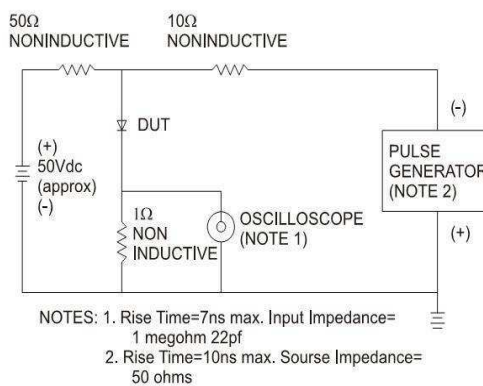 50Ω
NONINDUCTIVE
10Ω
NONINDUCTIVE
DUT
(+)
50Vdc
(approx)
(-)
1Ω
NON
INDUCTIVE
OSCILLOSCOPE
(NOTE 1)
(-)
PULSE
GENERATOR
(NOTE 2)
(+)
NOTES: 1. Rise Time=7ns max. Input Impedance=
1 megohm 22pf
2. Rise Time=10ns max. Sourse Impedance=
50 ohms